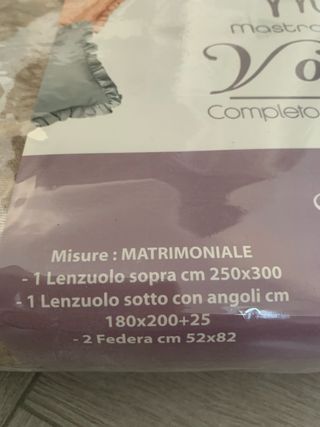 mastro
Completo
Misure : MATRIMONIALE
- 1 Lenzuolo sopra cm 250x300
- 1 Lenzuolo sotto con angoli cm
180x200+25
- 2 Federa cm 52x82